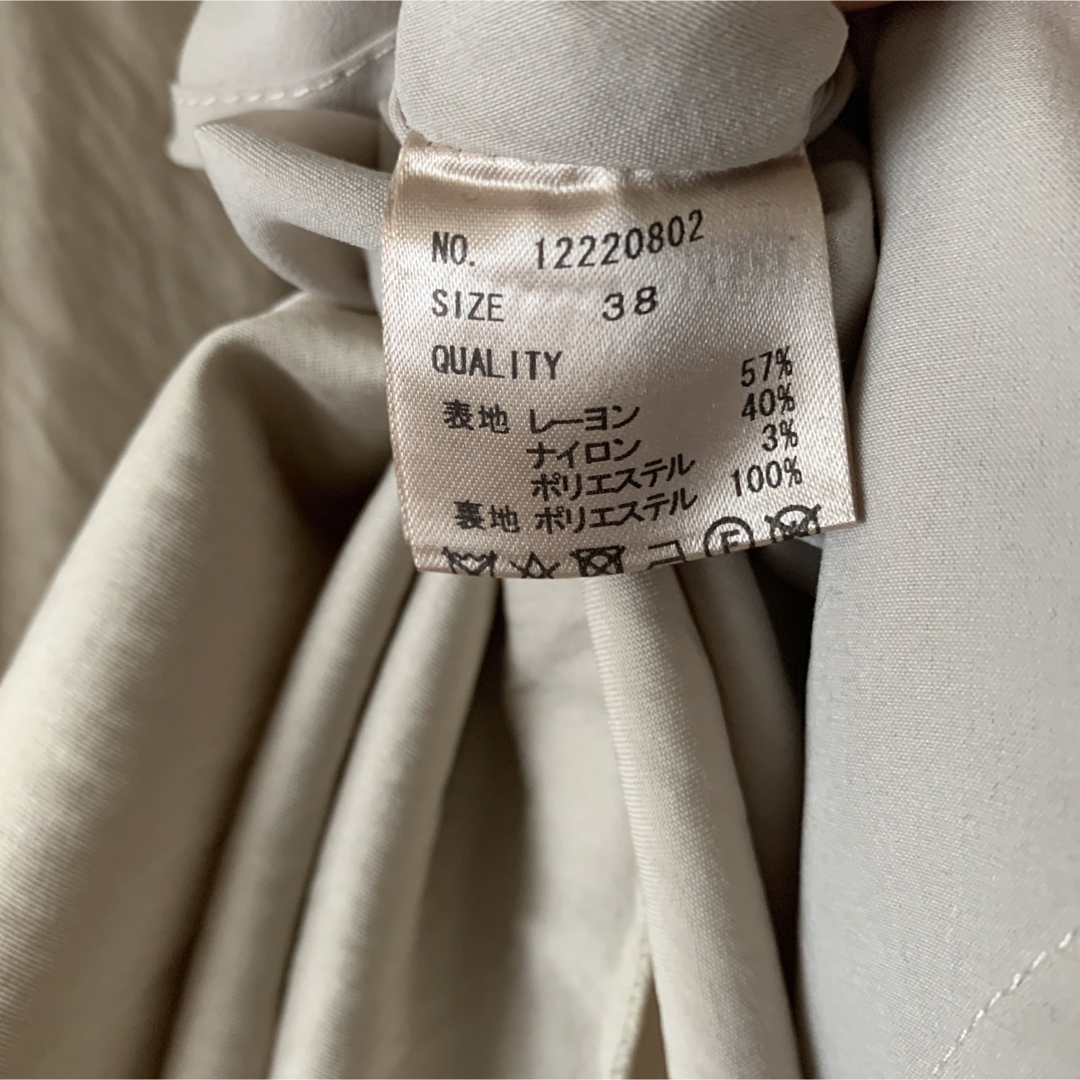 NO. 12220802
SIZE 38
QUALITY
表地 レーヨン 57%
ナイロン 40%
ポリエステル 3%
裏地 ポリエステル 100%